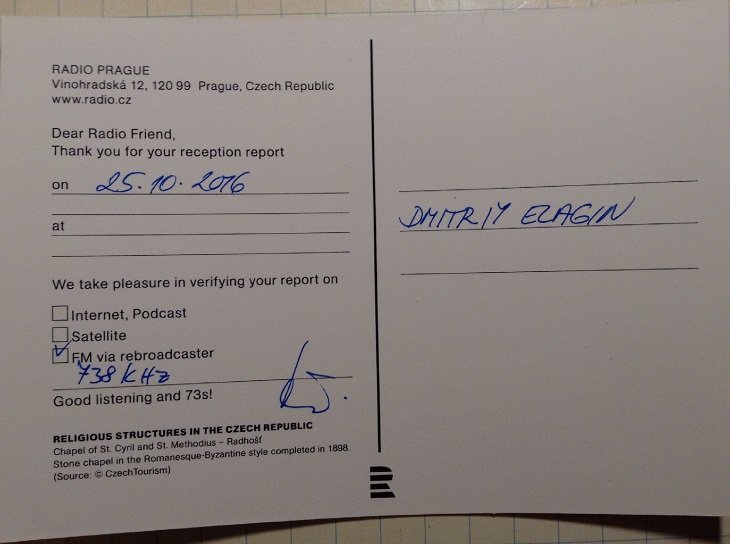 RADIO PRAGUE
Vinohradská 12, 120 99 Prague, Czech Republic
www.radio.cz
Dear Radio Friend,
Thank you for your reception report
on 25.10.2016
at
We take pleasure in verifying your report on
Internet, Podcast
Satellite
FM via rebroadcaster
738 KHz
Good listening and 73s!
RELIGIOUS STRUCTURES IN THE CZECH REPUBLIC
Chapel of St. Cyril and St. Methodius – Radhošť
Stone chapel in the Romanesque-Byzantine style completed in 1898.
(Source: © CzechTourism)
DMITRIY ELAGIN